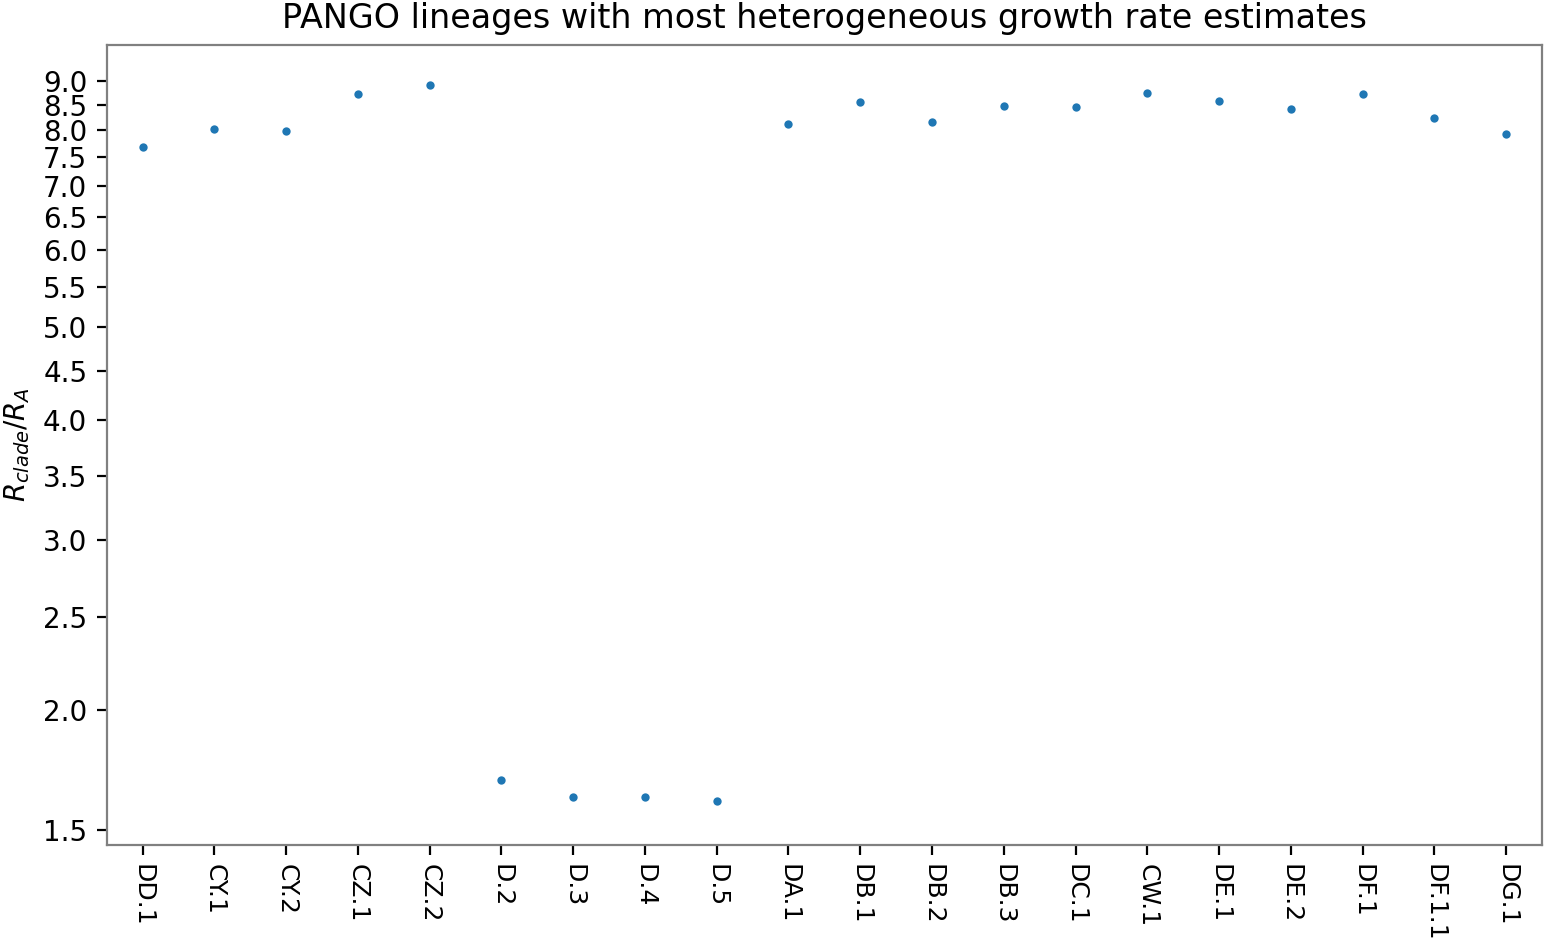 PANGO lineages with most heterogeneous growth rate estimates
9.0
8.5
8.0
7.5
7.0
6.5
6.0
5.5
5.0
4.5
4.0
3.5
3.0
2.5
2.0
1.5
R_clade/R_A
DD.1
CY.1
CY.2
CZ.1
CZ.2
D.2
D.3
D.4
D.5
DA.1
DB.1
DB.2
DB.3
DC.1
CW.1
DE.1
DE.2
DF.1
DF.1.1
DG.1